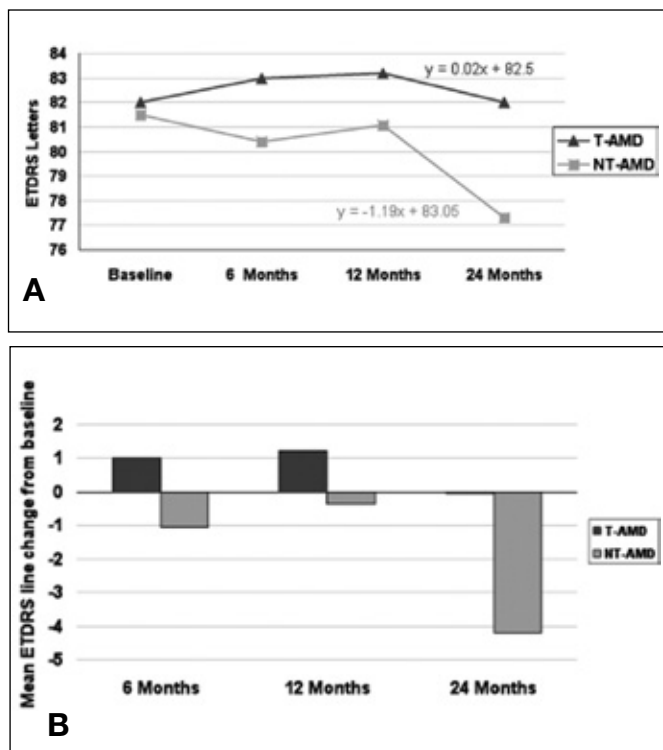 84
83
82
81
80
79
78
77
76
ETDRS Letters
y = 0.02x + 82.5
y = -1.19x + 83.05
T-AMD
NT-AMD
Baseline
6 Months
12 Months
24 Months
A
Mean ETDRS line change from baseline
2
1
0
-1
-2
-3
-4
-5
T-AMD
NT-AMD
6 Months
12 Months
24 Months
B